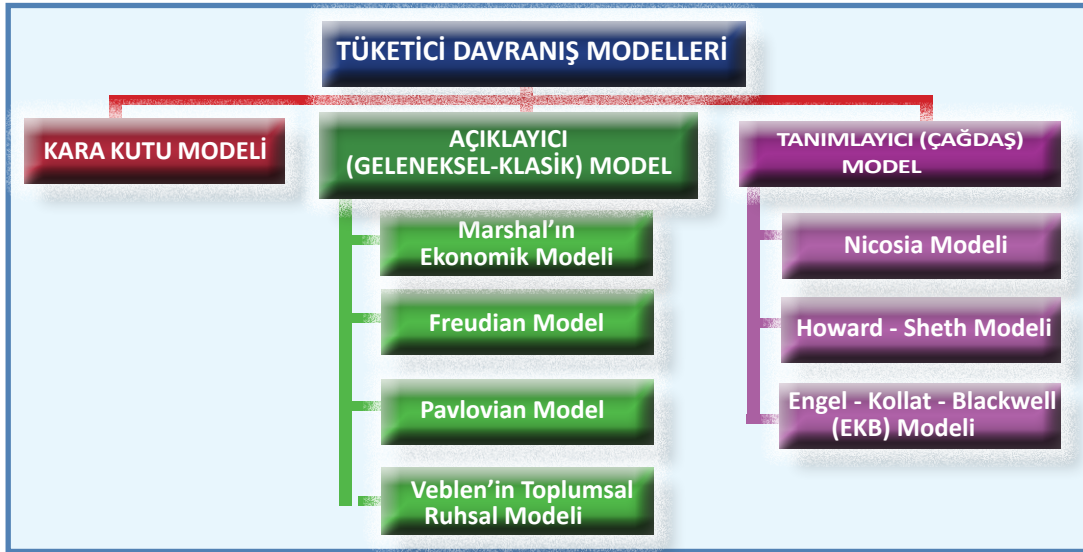 TÜKETİCİ DAVRANIŞ MODELLERİ
KARA KUTU MODELİ
AÇIKLAYICI
(GELENEKSEL-KLASİK) MODEL
Marshal’ın
Ekonomik Modeli
Freudian Model
Pavlovian Model
Veblen’in Toplumsal
Ruhsal Modeli
TANIMLAYICI (ÇAĞDAŞ)
MODEL
Nicosia Modeli
Howard - Sheth Modeli
Engel - Kollat - Blackwell
(EKB) Modeli